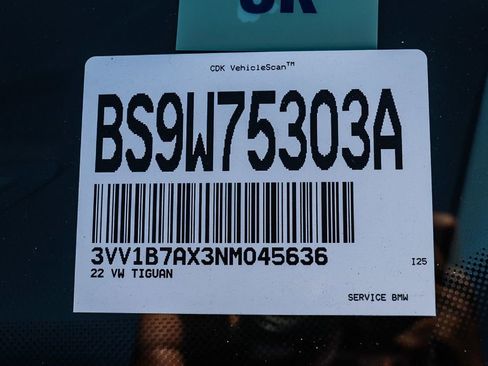 CDK VehicleScan™
BS9W75303A
3VV1B7AX3NM045636
22 VW TIGUAN
I25
SERVICE BMW